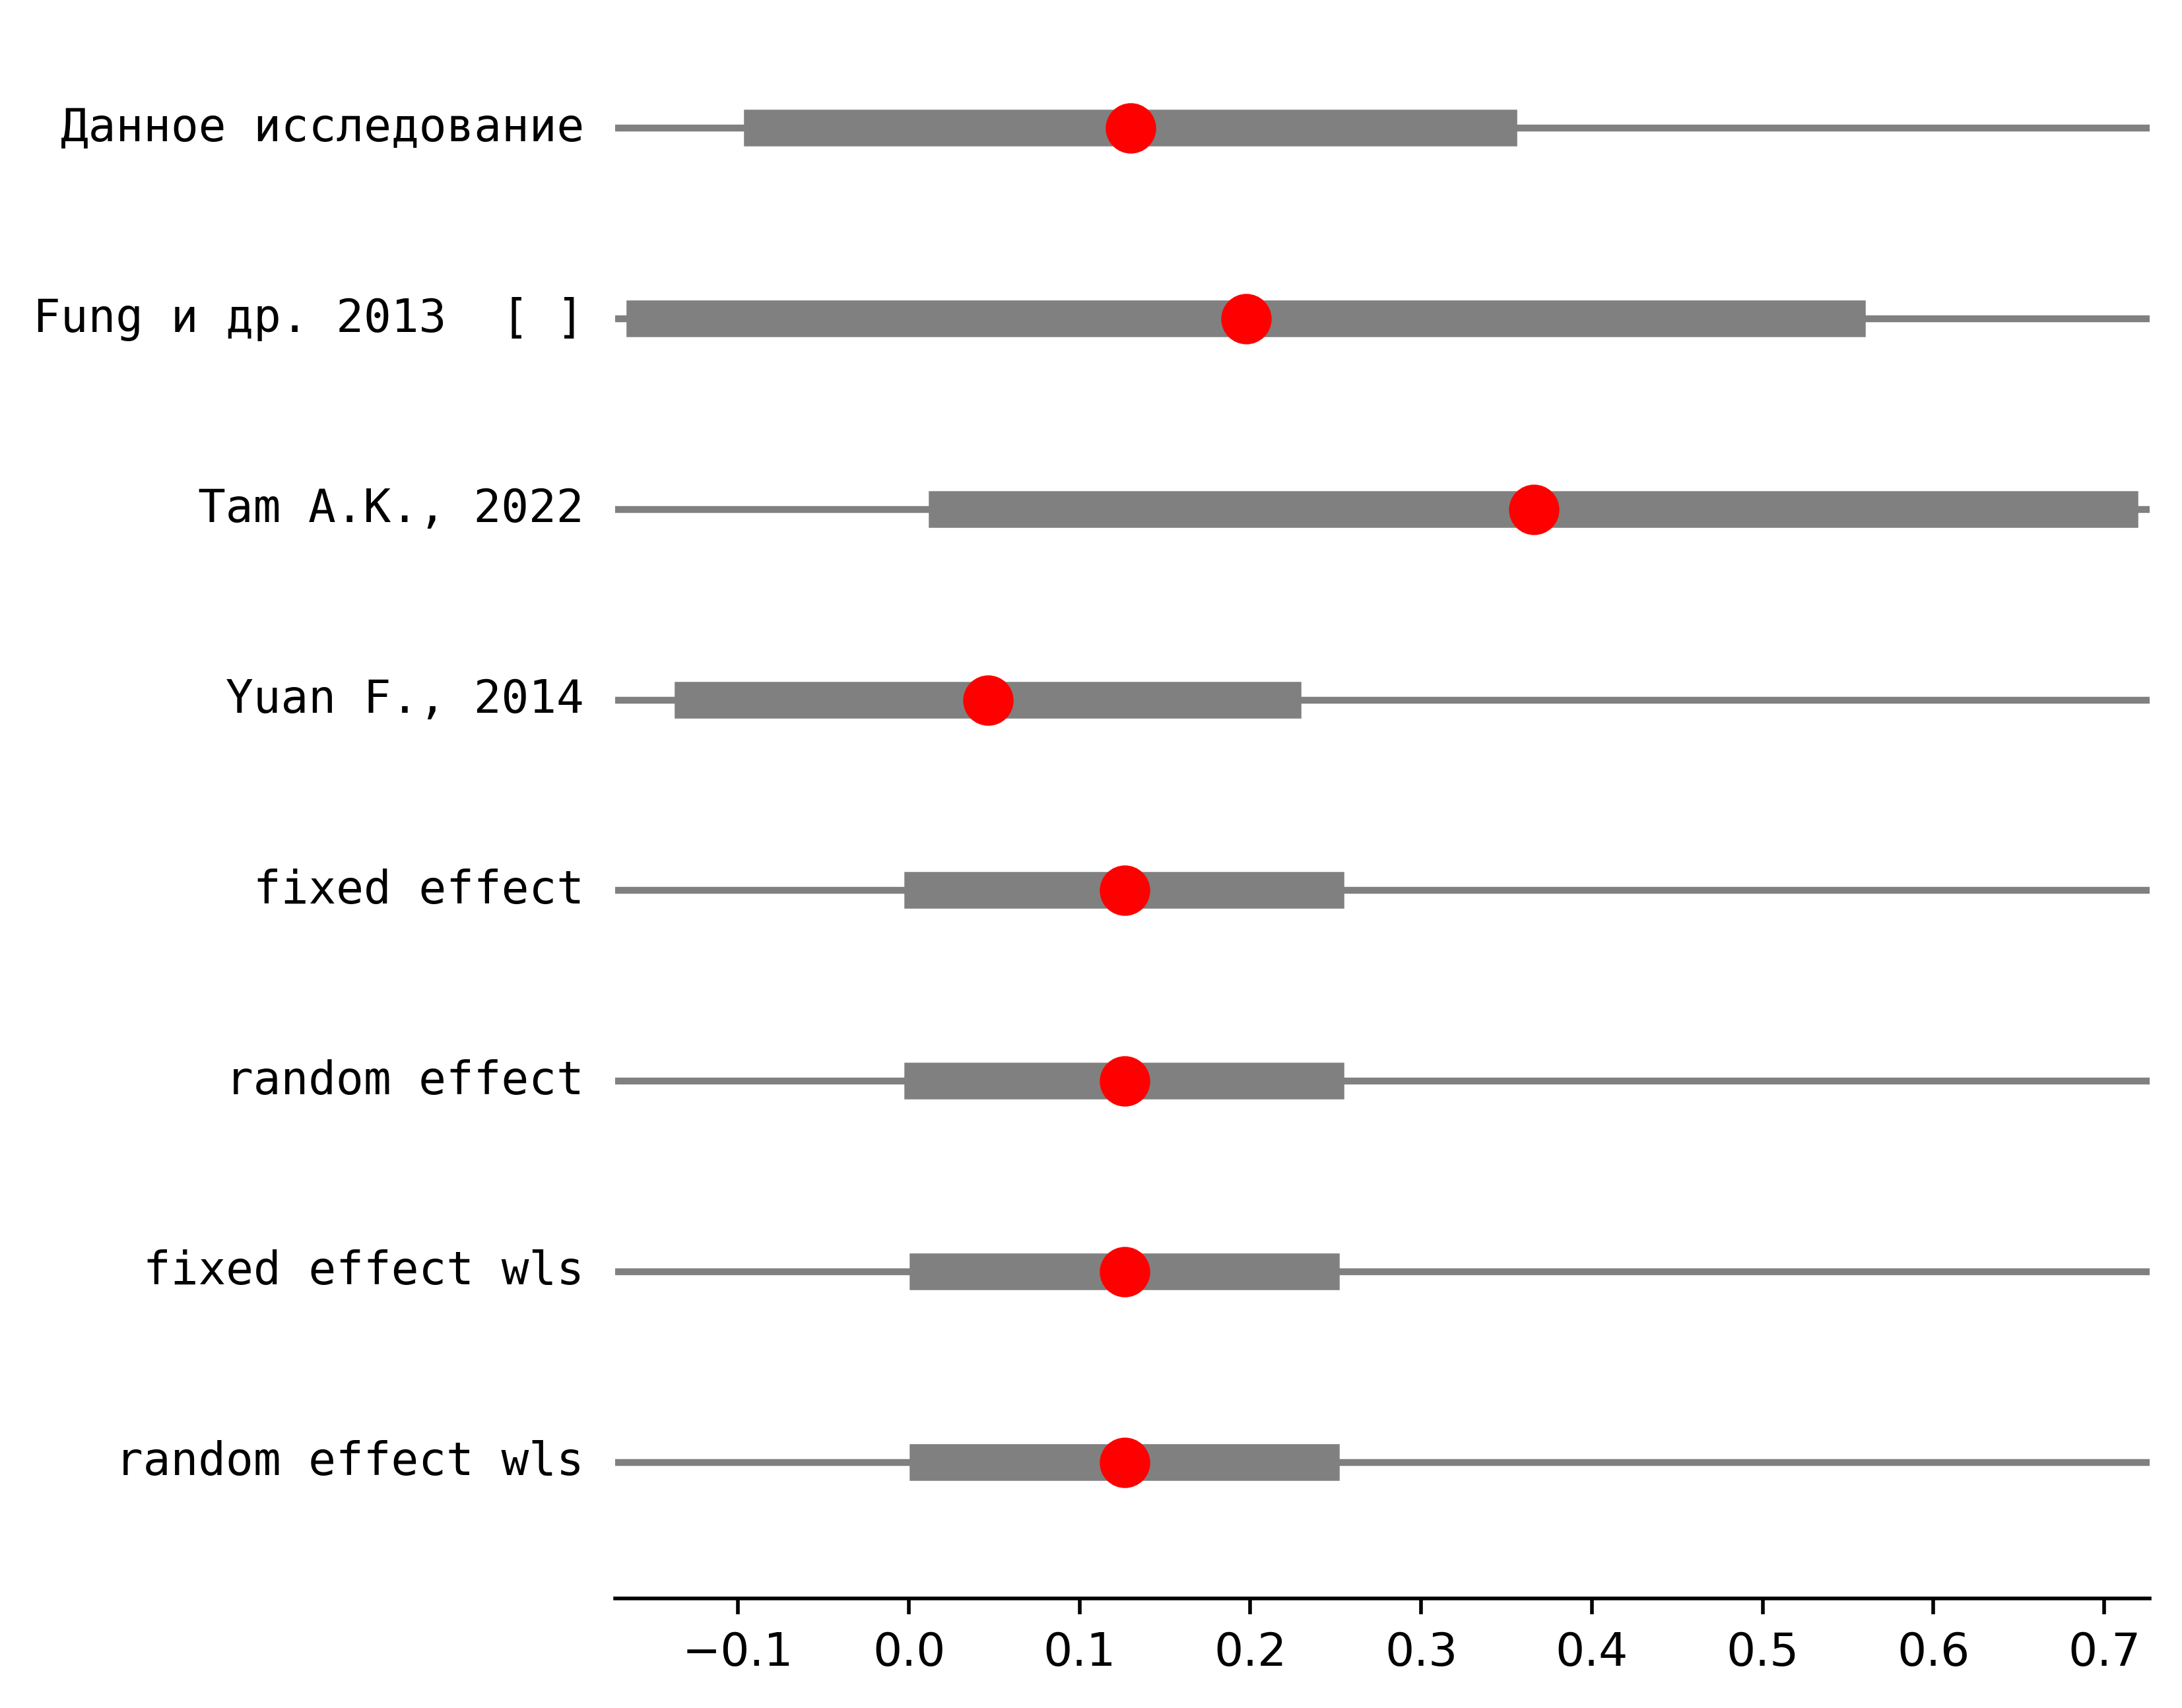 Данное исследование
Fung и др. 2013 [ ]
Tam A.K., 2022
Yuan F., 2014
fixed effect
random effect
fixed effect wls
random effect wls
−0.1 0.0 0.1 0.2 0.3 0.4 0.5 0.6 0.7